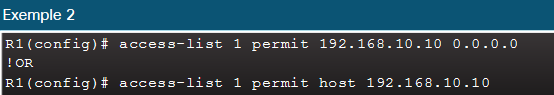 Exemple 2
R1(config)# access-list 1 permit 192.168.10.10 0.0.0.0
!OR
R1(config)# access-list 1 permit host 192.168.10.10